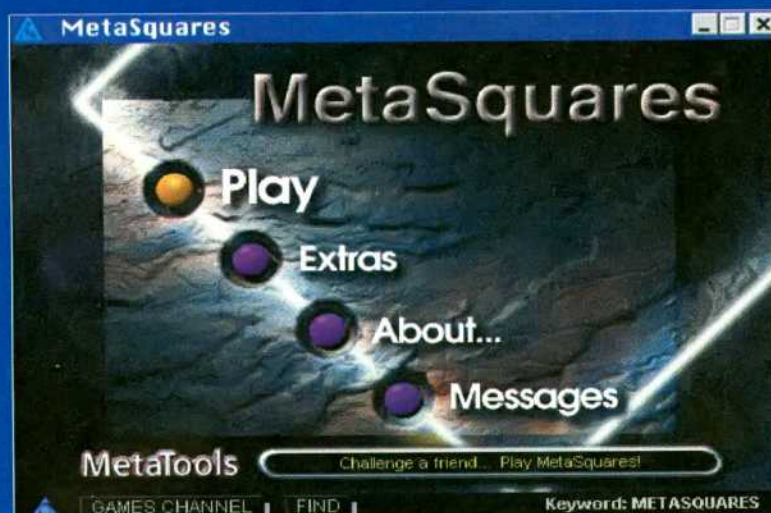 MetaSquares
MetaSquares
Play
Extras
About...
Messages
MetaTools
Challenge a friend... Play MetaSquares!
GAMES CHANNEL
FIND
Keyword: METASQUARES